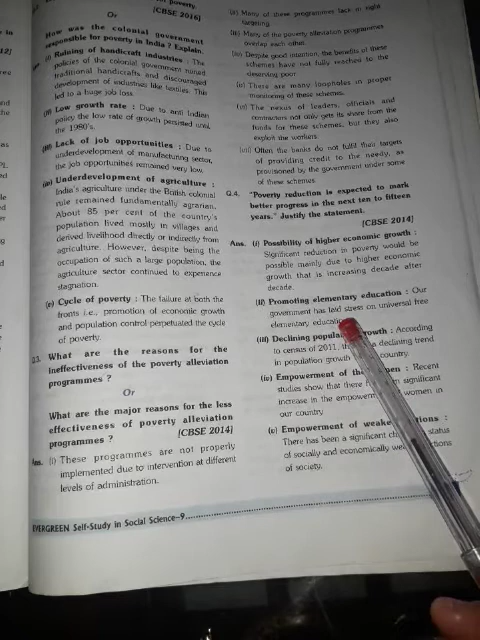 poverty
[CBSE 2016]
Or
How was the colonial government
responsible for poverty in India ? Explain.
(i) Ruining of handicraft industries : The
policies of the colonial government ruined
traditional handicrafts and discouraged
development of industries like textiles. This
led to a huge job loss.
(ii) Low growth rate : Due to anti Indian
policy the low rate of growth persisted until
the 1980's.
(iii) Lack of job opportunities : Due to
underdevelopment of manufacturing sector,
the job opportunities remained very low.
(iv) Underdevelopment of agriculture :
India's agriculture under the British colonial
rule remained fundamentally agrarian.
About 85 per cent of the country's
population lived mostly in villages and
derived livelihood directly or indirectly from
agriculture. However, despite being the
occupation of such a large population, the
agriculture sector continued to experience
stagnation.
(v) Cycle of poverty : The failure at both the
fronts i.e., promotion of economic growth
and population control perpetuated the cycle
of poverty.
What are the reasons for the
ineffectiveness of the poverty alleviation
programmes ?
Or
What are the major reasons for the less
effectiveness of poverty alleviation
programmes ? [CBSE 2014]
Ans. (i) These programmes are not properly
implemented due to intervention at different
levels of administration.
(ii) Many of these programmes lack in right
targeting.
(iii) Many of the poverty alleviation programmes
overlap each other.
(iv) Despite good intention, the benefits of these
schemes have not fully reached to the
deserving poor.
(v) There are many loopholes in proper
monitoring of these schemes.
(vi) The nexus of leaders, officials and
contractors not only gets its share from the
funds for these schemes, but they also
exploit the workers.
(vii) Often the banks do not fulfil their targets
of providing credit to the needy, as
provisioned by the government under some
of these schemes.
Q.4. "Poverty reduction is expected to mark
better progress in the next ten to fifteen
years." Justify the statement.
[CBSE 2014]
Ans. (i) Possibility of higher economic growth :
Significant reduction in poverty would be
possible mainly due to higher economic
growth that is increasing decade after
decade.
(ii) Promoting elementary education : Our
government has laid stress on universal free
elementary
(iii) Declining growth : According
to census of 2011, declining trend
in population growth country.
(iv) Empowerment of the : Recent
studies show that there significant
increase in the women in
our country.
(v) Empowerment of :
There has been a significant status
of socially and economically
of society.
EVERGREEN Self-Study in Social Science–9